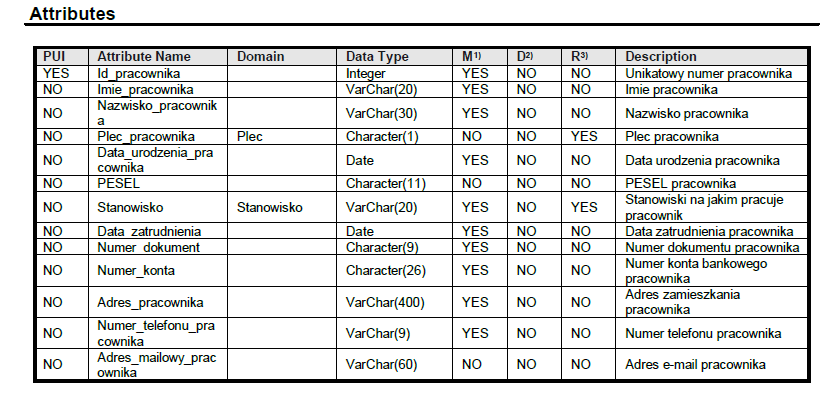 Attributes
PUI Attribute Name Domain Data Type M1) D2) R3) Description
YES Id_pracownika Integer YES NO NO Unikatowy numer pracownika
NO Imie_pracownika VarChar(20) YES NO NO Imie pracownika
NO Nazwisko_pracownik
a VarChar(30) YES NO NO Nazwisko pracownika
NO Plec_pracownika Plec Character(1) NO NO YES Plec pracownika
NO Data_urodzenia_pra
cownika Date YES NO NO Data urodzenia pracownika
NO PESEL Character(11) NO NO NO PESEL pracownika
NO Stanowisko Stanowisko VarChar(20) YES NO YES Stanowiski na jakim pracuje
pracownik
NO Data_zatrudnienia Date YES NO NO Data zatrudnienia pracownika
NO Numer_dokument Character(9) YES NO NO Numer dokumentu pracownika
NO Numer_konta Character(26) YES NO NO Numer konta bankowego
pracownika
NO Adres_pracownika VarChar(400) YES NO NO Adres zamieszkania
pracownika
NO Numer_telefonu_pra
cownika VarChar(9) YES NO NO Numer telefonu pracownika
NO Adres_mailowy_prac
ownika VarChar(60) NO NO NO Adres e-mail pracownika